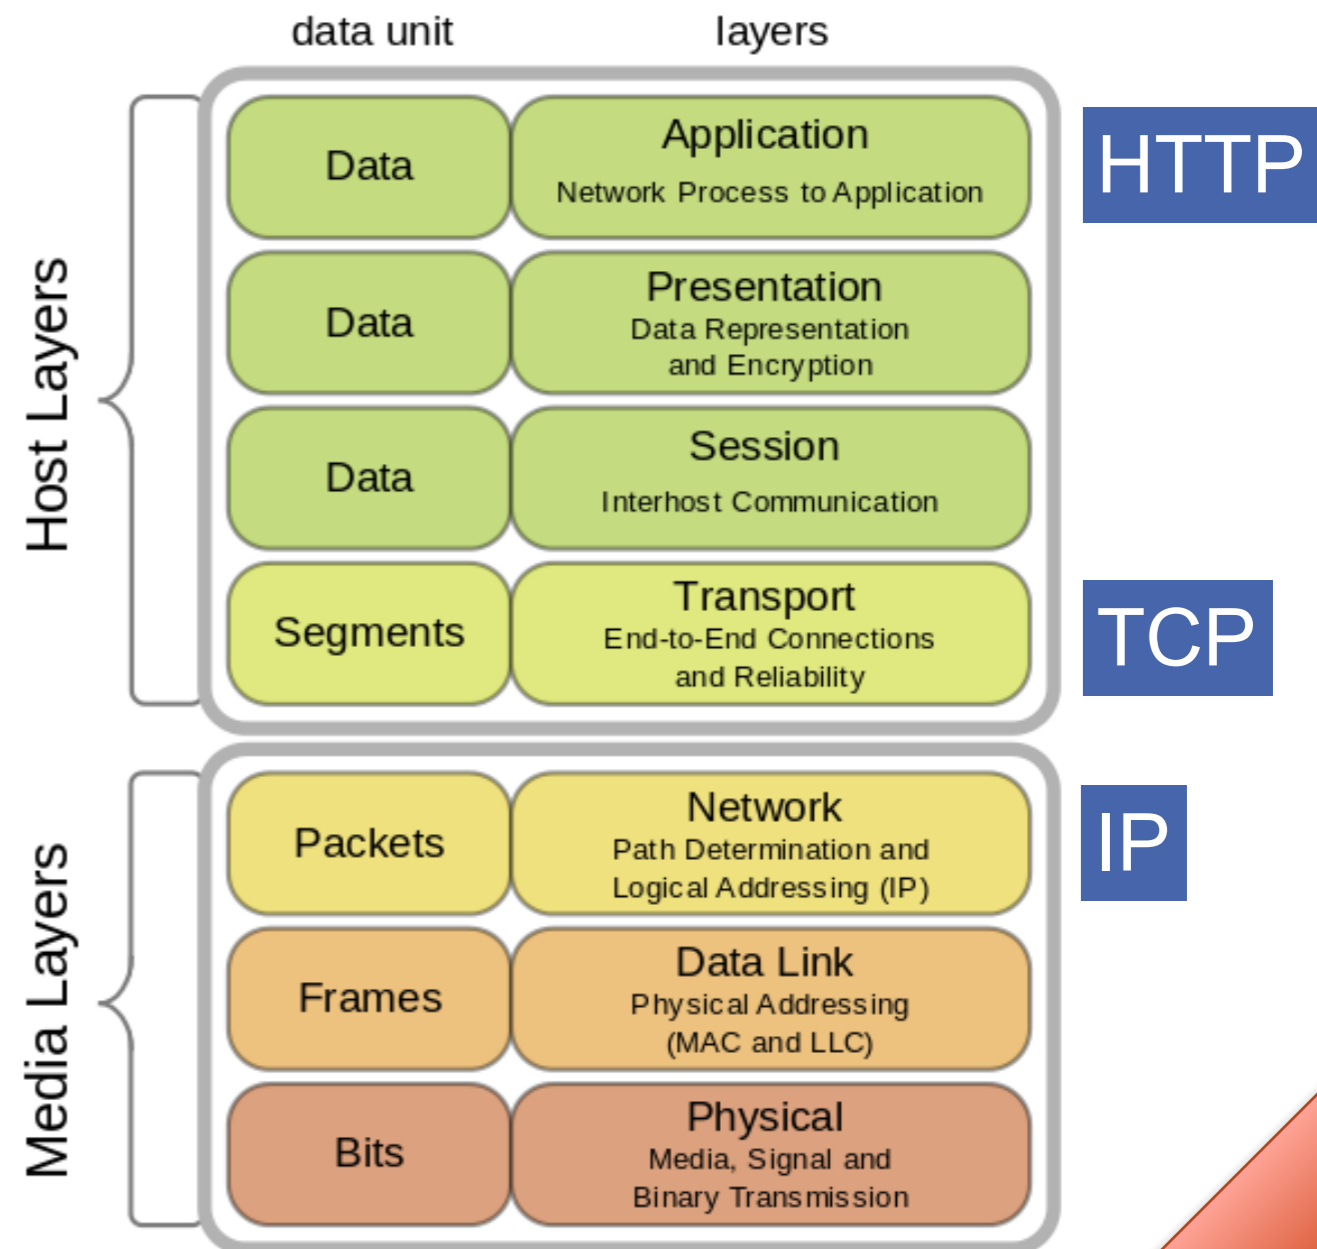 data unit layers
Host Layers
Data
Application
Network Process to Application
HTTP
Data
Presentation
Data Representation
and Encryption
Data
Session
Interhost Communication
Segments
Transport
End-to-End Connections
and Reliability
TCP
Media Layers
Packets
Network
Path Determination and
Logical Addressing (IP)
IP
Frames
Data Link
Physical Addressing
(MAC and LLC)
Bits
Physical
Media, Signal and
Binary Transmission